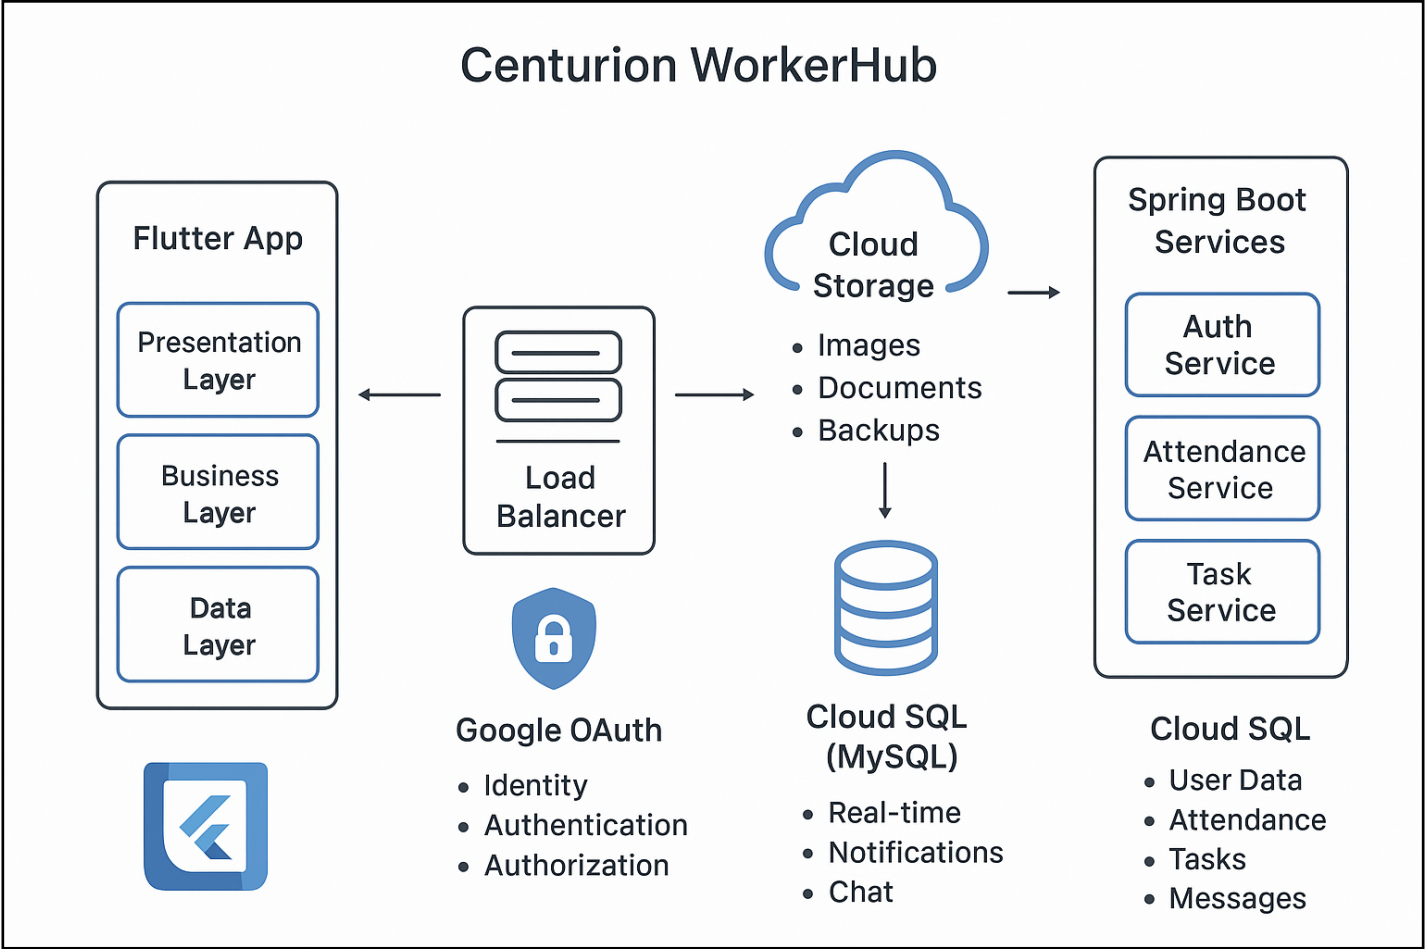 Centurion WorkerHub
Flutter App
Presentation
Layer
Business
Layer
Data
Layer
Load
Balancer
Google OAuth
• Identity
• Authentication
• Authorization
Cloud
Storage
• Images
• Documents
• Backups
Cloud SQL
(MySQL)
• Real-time
• Notifications
• Chat
Spring Boot
Services
Auth
Service
Attendance
Service
Task
Service
Cloud SQL
• User Data
• Attendance
• Tasks
• Messages